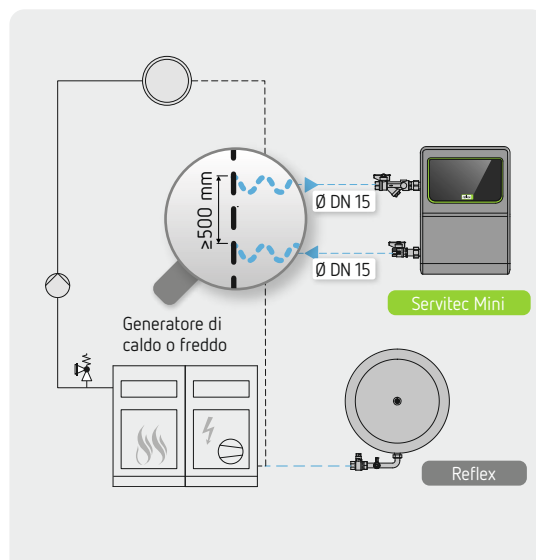 ≥500 mm
Ø DN 15
Ø DN 15
Servitec Mini
Generatore di
caldo o freddo
Reflex